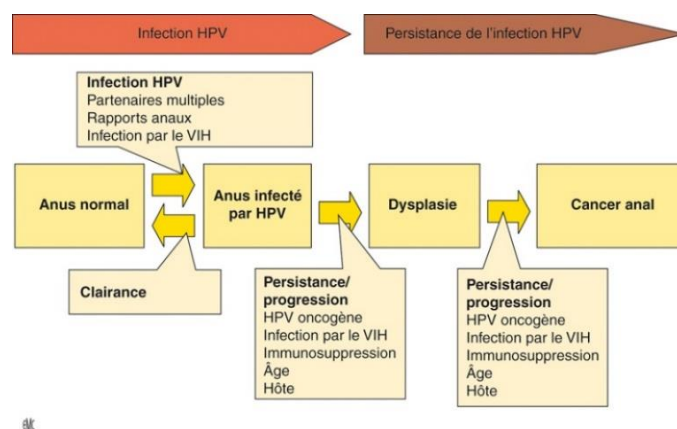 Infection HPV
Persistance de l'infection HPV
Infection HPV
Partenaires multiples
Rapports anaux
Infection par le VIH
Anus normal
Anus infecté
par HPV
Dysplasie
Cancer anal
Clairance
Persistance/
progression
HPV oncogène
Infection par le VIH
Immunosuppression
Âge
Hôte
Persistance/
progression
HPV oncogène
Infection par le VIH
Immunosuppression
Âge
Hôte